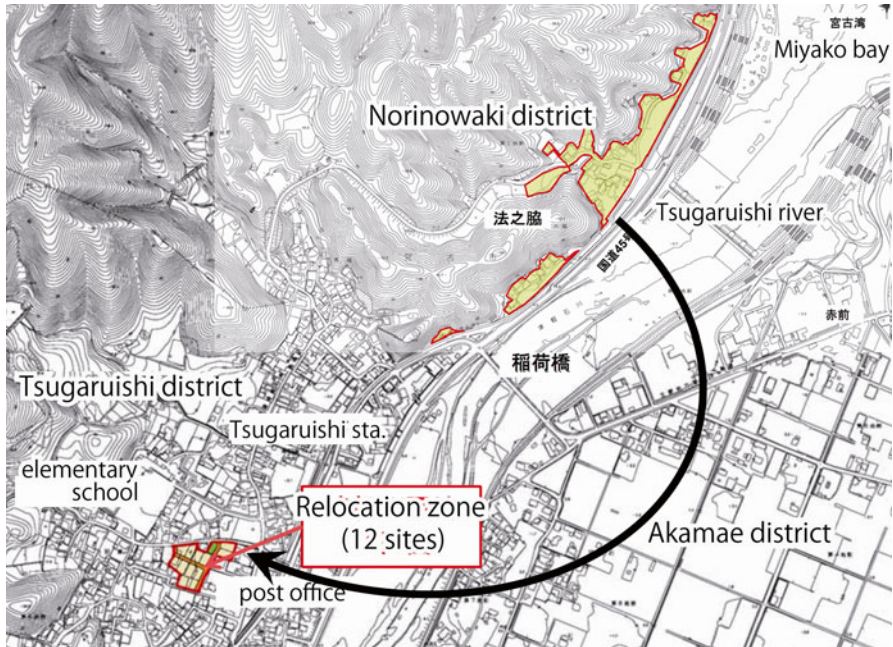 宮古湾
Miyako bay
Norinowaki district
法之脇
Tsugaruishi river
国道45号
赤前
稲荷橋
Tsugaruishi district
Tsugaruishi sta.
elementary
school
Relocation zone
(12 sites)
Akamae district
post office